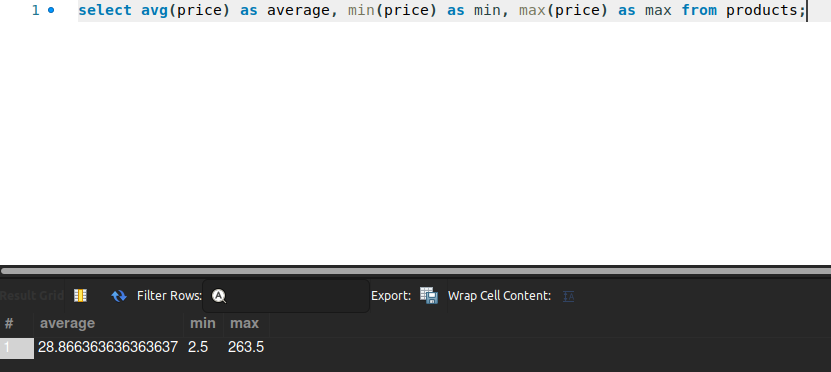 1 select avg(price) as average, min(price) as min, max(price) as max from products;
Result Grid Filter Rows: Export: Wrap Cell Content: IA
# average min max
1 28.866363636363637 2.5 263.5